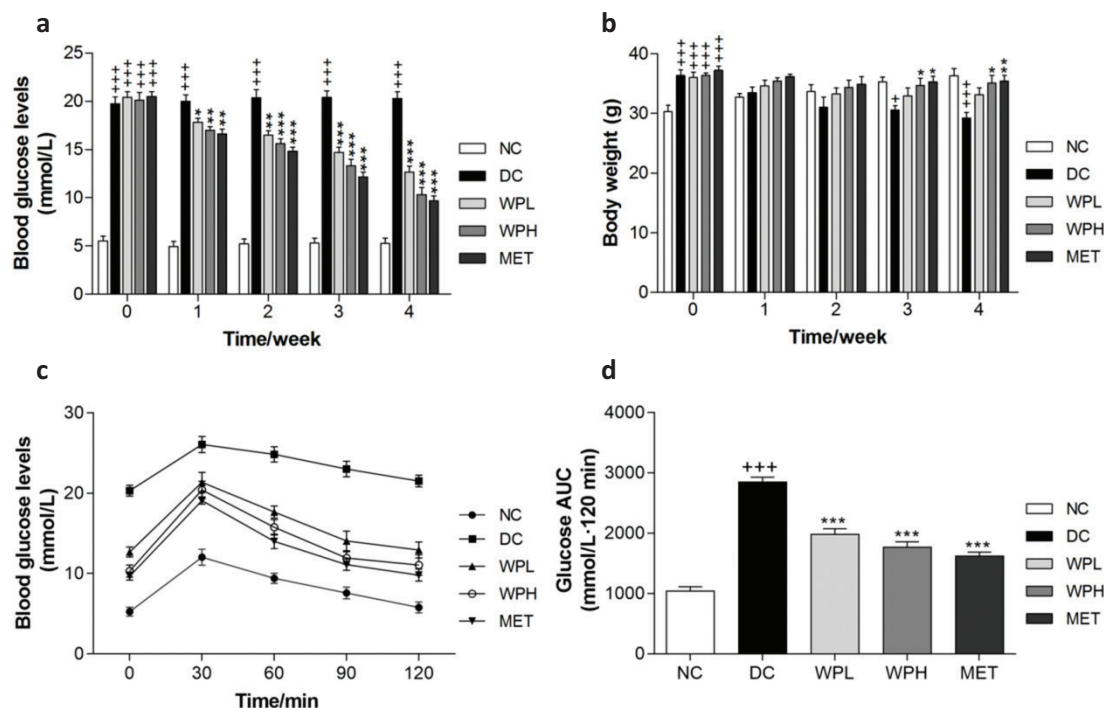 a
25
20
15
10
5
0
Blood glucose levels
(mmol/L)
+++ +++ +++ +++ +++ +++ +++ +++
0 1 2 3 4
Time/week
NC
DC
WPL
WPH
MET
b
40
30
20
10
0
Body weight (g)
+++ +++ +++ +++ + * * +++ * **
0 1 2 3 4
Time/week
NC
DC
WPL
WPH
MET
c
30
20
10
0
Blood glucose levels
(mmol/L)
0 30 60 90 120
Time/min
NC
DC
WPL
WPH
MET
d
4000
3000
2000
1000
0
Glucose AUC
(mmol/L·120 min)
+++ *** *** ***
NC DC WPL WPH MET
NC
DC
WPL
WPH
MET